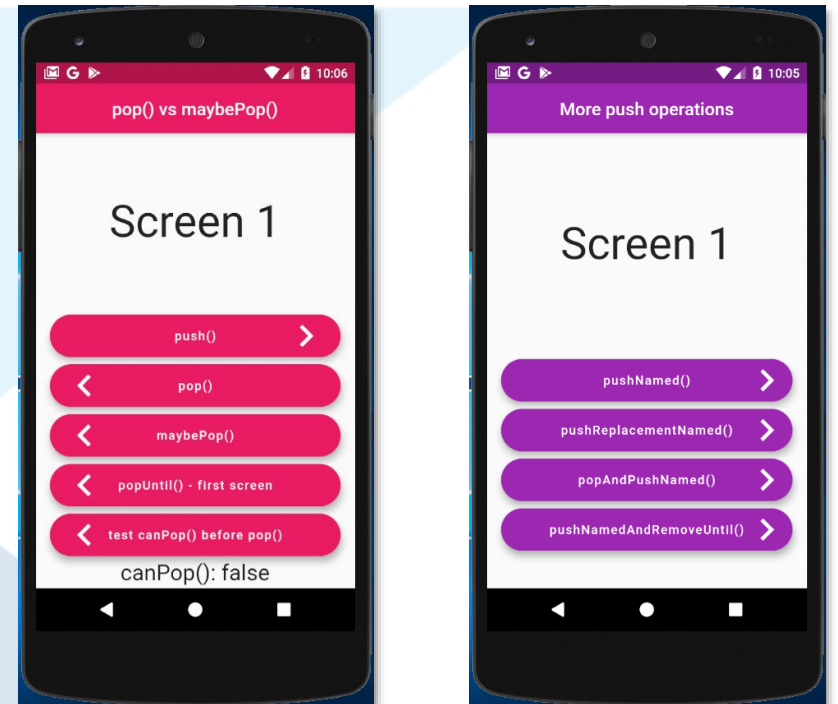 10:06
pop() vs maybePop()
Screen 1
push()
pop()
maybePop()
popUntil() - first screen
test canPop() before pop()
canPop(): false
10:05
More push operations
Screen 1
pushNamed()
pushReplacementNamed()
popAndPushNamed()
pushNamedAndRemoveUntil()